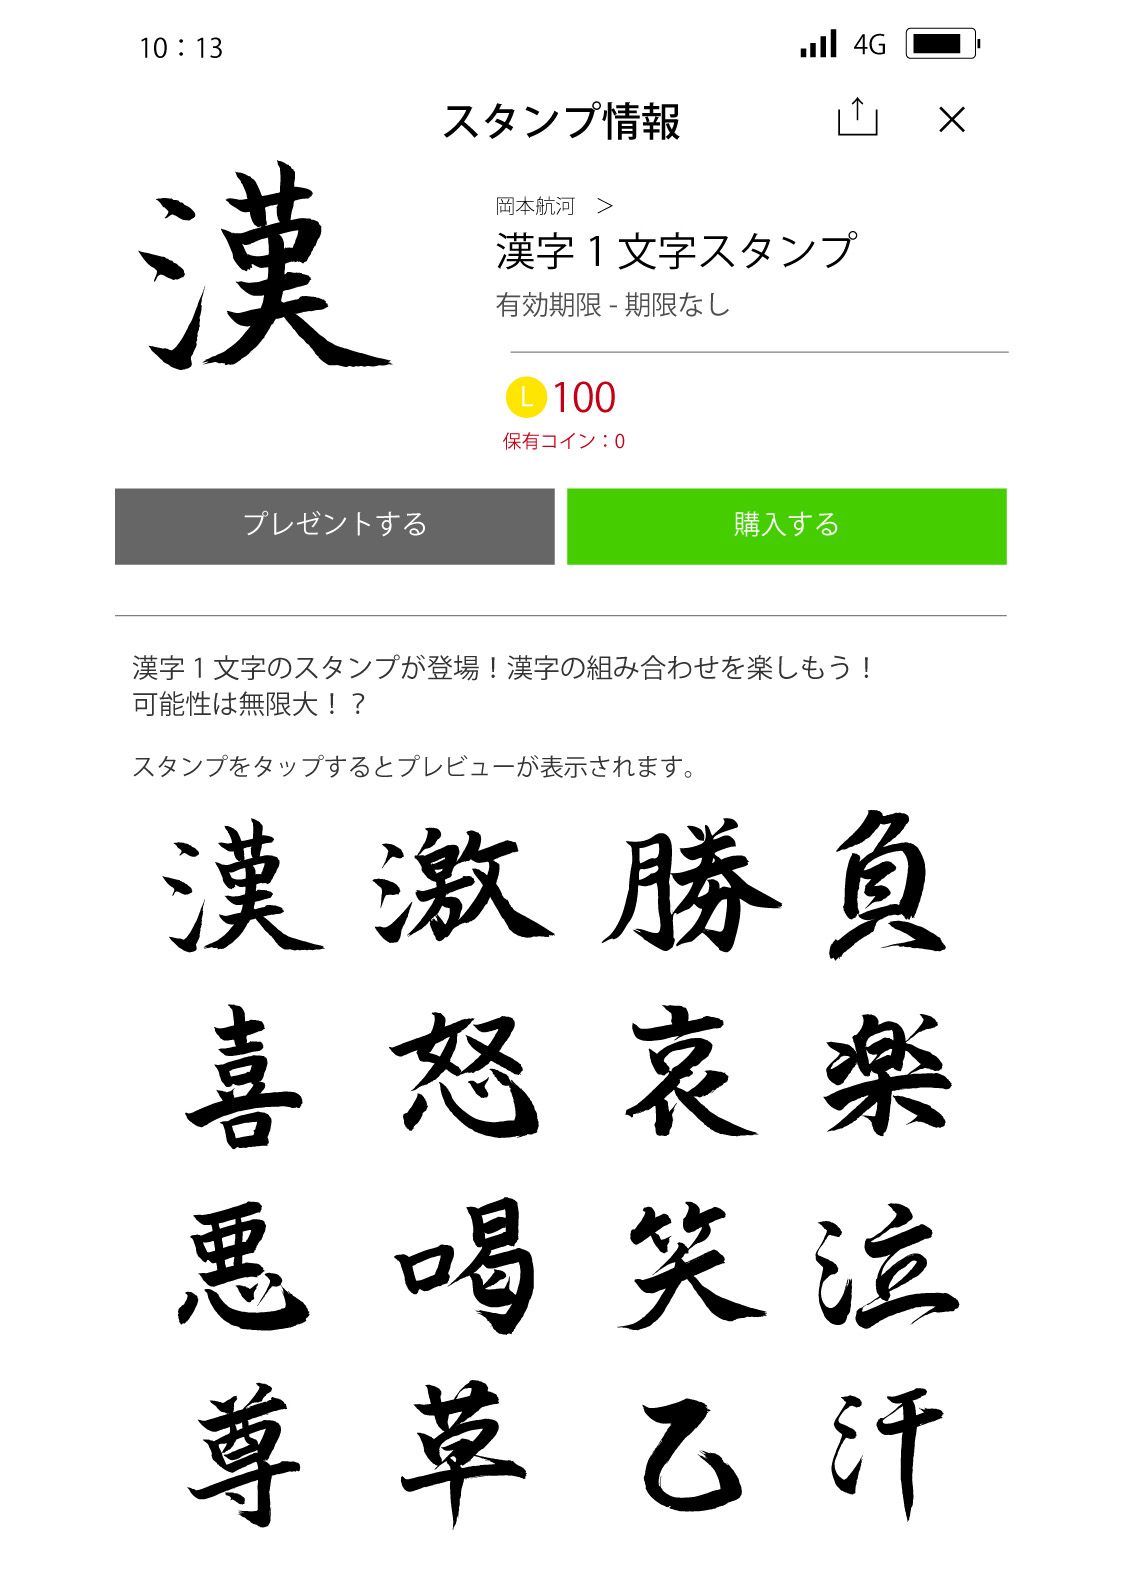 10：13 4G
スタンプ情報
漢
岡本航河　＞
漢字1文字スタンプ
有効期限 - 期限なし
L 100
保有コイン：0
プレゼントする 購入する
漢字1文字のスタンプが登場！漢字の組み合わせを楽しもう！
可能性は無限大！？
スタンプをタップするとプレビューが表示されます。
漢 激 勝 負
喜 怒 哀 楽
悪 喝 笑 泣
尊 草 乙 汗